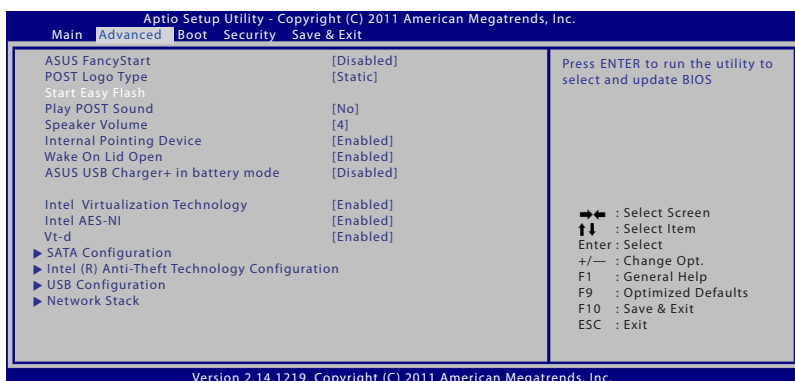 Aptio Setup Utility - Copyright (C) 2011 American Megatrends, Inc.
Main Advanced Boot Security Save & Exit
ASUS FancyStart [Disabled]
POST Logo Type [Static]
Start Easy Flash
Play POST Sound [No]
Speaker Volume [4]
Internal Pointing Device [Enabled]
Wake On Lid Open [Enabled]
ASUS USB Charger+ in battery mode [Disabled]
Intel Virtualization Technology [Enabled]
Intel AES-NI [Enabled]
Vt-d [Enabled]
SATA Configuration
Intel (R) Anti-Theft Technology Configuration
USB Configuration
Network Stack
Press ENTER to run the utility to
select and update BIOS
: Select Screen
: Select Item
Enter : Select
+/— : Change Opt.
F1 : General Help
F9 : Optimized Defaults
F10 : Save & Exit
ESC : Exit
Version 2.14.1219. Copyright (C) 2011 American Megatrends, Inc.